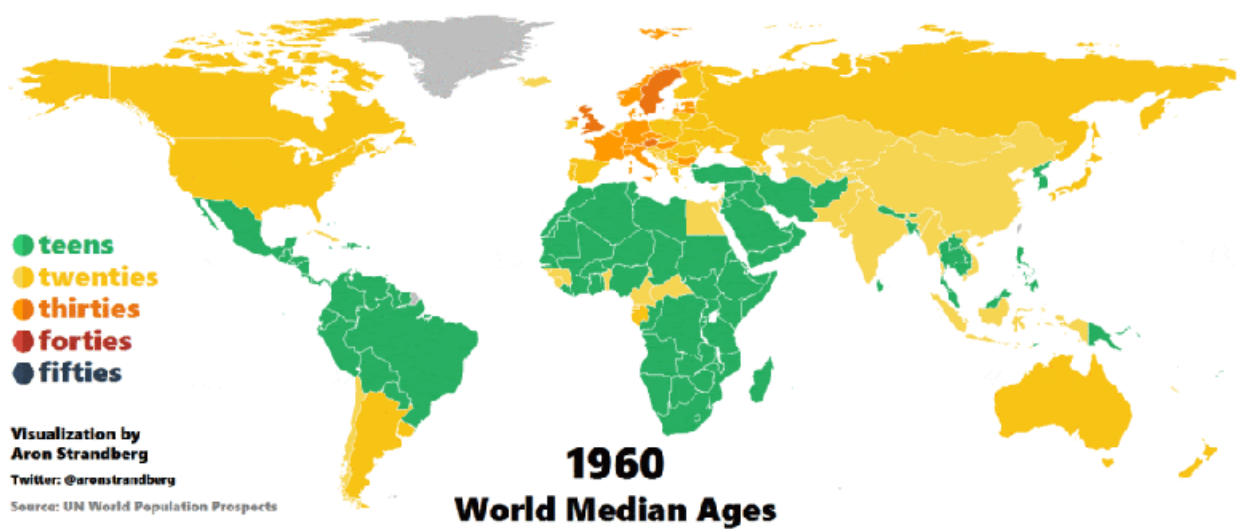 teens
twenties
thirties
forties
fifties
Visualization by
Aron Strandberg
Twitter: @aronstrandberg
Source: UN World Population Prospects
1960
World Median Ages